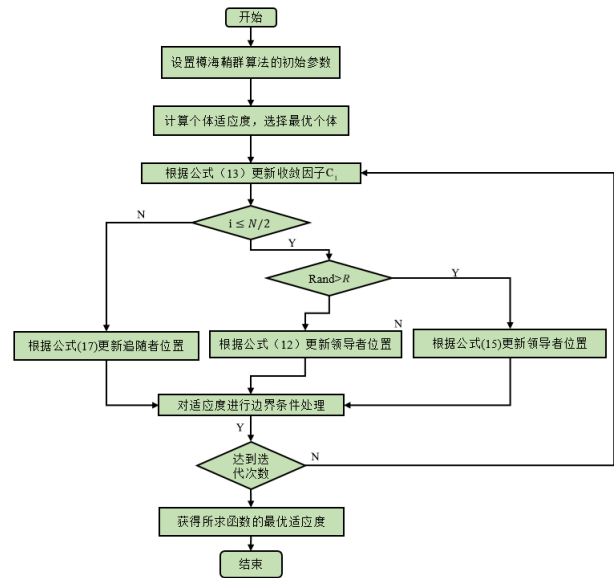 开始
设置樽海鞘群算法的初始参数
计算个体适应度，选择最优个体
根据公式（13）更新收敛因子C₁
N
i ≤ N/2
Y
Rand>R
Y
N
根据公式(17)更新追随者位置
根据公式（12）更新领导者位置
根据公式(15)更新领导者位置
对适应度进行边界条件处理
Y
达到迭
代次数
N
获得所求函数的最优适应度
结束